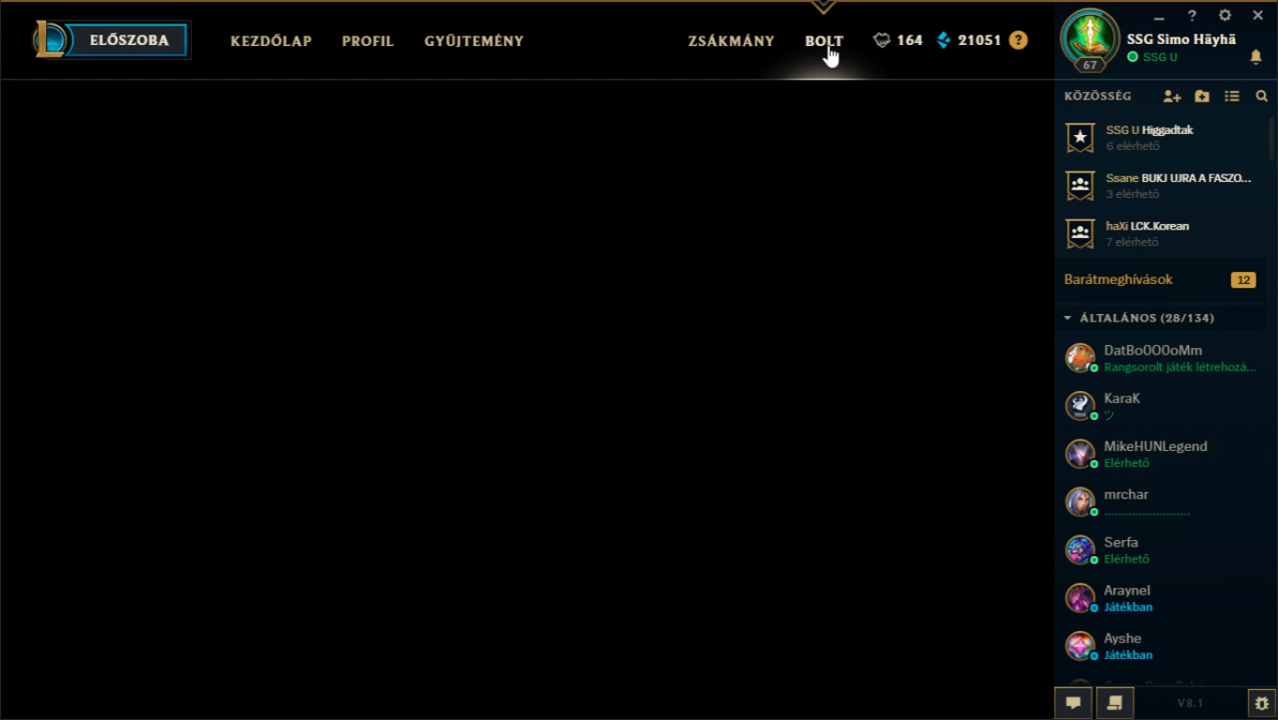 ELŐSZOBA
KEZDŐLAP
PROFIL
GYŰJTEMÉNY
ZSÁKMÁNY
BOLT
164
21051
?
?
SSG Simo Häyhä
SSG U
67
KÖZÖSSÉG
SSG U Higgadtak
6 elérhető
Ssane BUKJ UJRA A FASZO...
3 elérhető
haXi LCK.Korean
7 elérhető
Barátmeghívások
12
ÁLTALÁNOS (28/134)
DatBo000oMm
Rangsorolt játék létrehozá...
KaraK
ツ
MikeHUNLegend
Elérhető
mrchar
.........................
Serfa
Elérhető
Araynel
Játékban
Ayshe
Játékban
V8.1